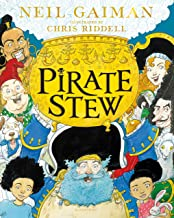 NEIL GAIMAN
ILLUSTRATED BY
CHRIS RIDDELL
PIRATE
STEW